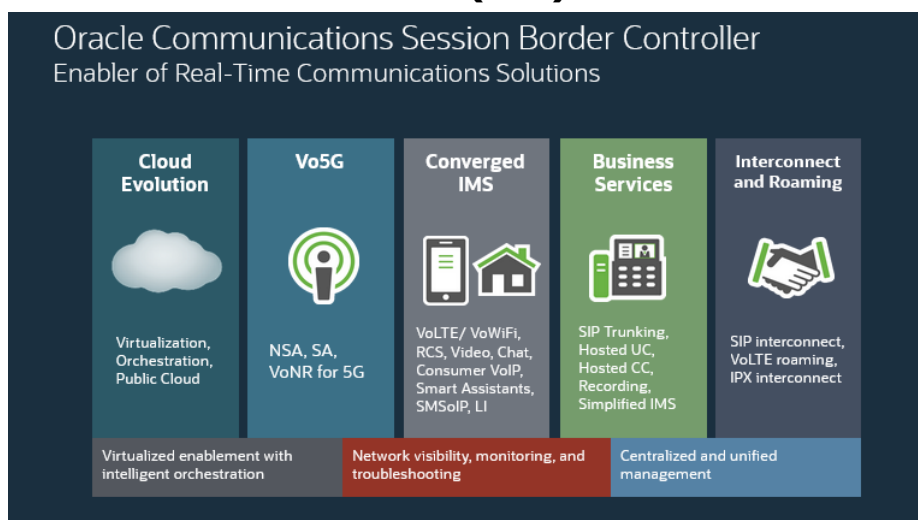 Oracle Communications Session Border Controller
Enabler of Real-Time Communications Solutions
Cloud
Evolution
Virtualization,
Orchestration,
Public Cloud
Vo5G
NSA, SA,
VoNR for 5G
Converged
IMS
VoLTE/ VoWiFi,
RCS, Video, Chat,
Consumer VoIP,
Smart Assistants,
SMSoIP, LI
Business
Services
SIP Trunking,
Hosted UC,
Hosted CC,
Recording,
Simplified IMS
Interconnect
and Roaming
SIP interconnect,
VoLTE roaming,
IPX interconnect
Virtualized enablement with
intelligent orchestration
Network visibility, monitoring, and
troubleshooting
Centralized and unified
management